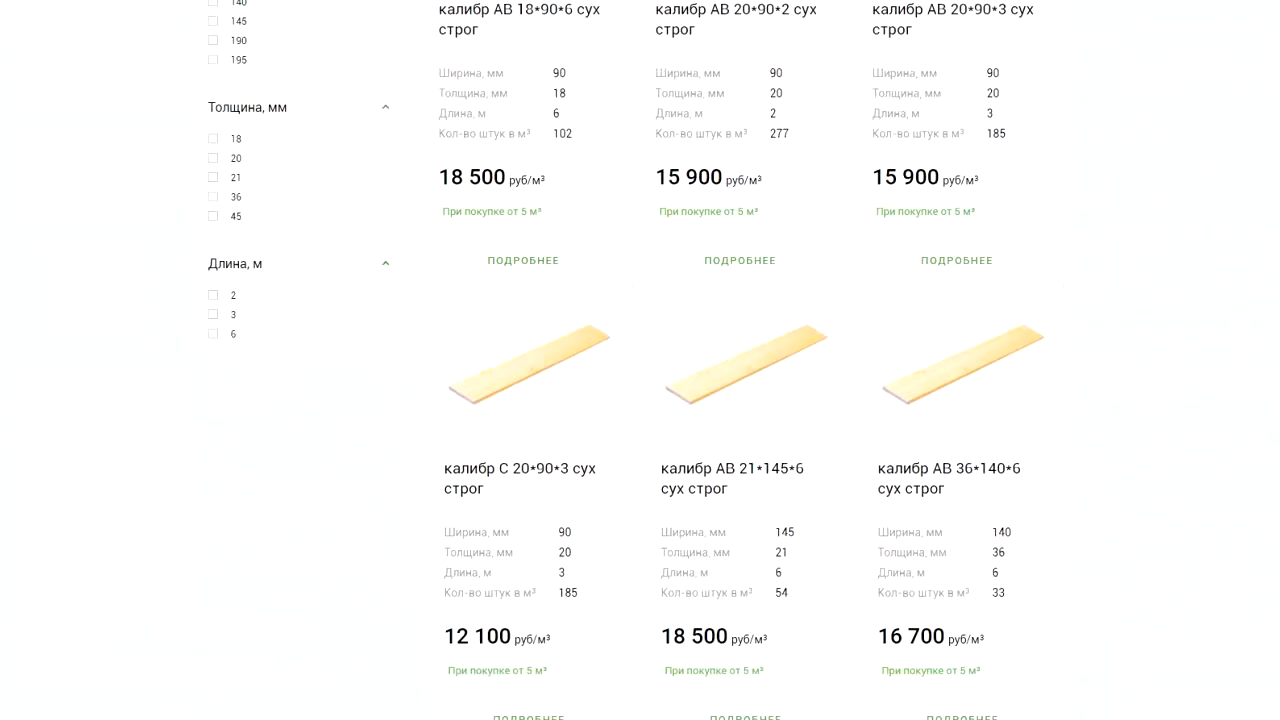 140
145
190
195
Толщина, мм
18
20
21
36
45
Длина, м
2
3
6
калибр АВ 18*90*6 сух
строг
Ширина, мм 90
Толщина, мм 18
Длина, м 6
Кол-во штук в м³ 102
18 500 руб/м³
При покупке от 5 м³
ПОДРОБНЕЕ
калибр АВ 20*90*2 сух
строг
Ширина, мм 90
Толщина, мм 20
Длина, м 2
Кол-во штук в м³ 277
15 900 руб/м³
При покупке от 5 м³
ПОДРОБНЕЕ
калибр АВ 20*90*3 сух
строг
Ширина, мм 90
Толщина, мм 20
Длина, м 3
Кол-во штук в м³ 185
15 900 руб/м³
При покупке от 5 м³
ПОДРОБНЕЕ
калибр С 20*90*3 сух
строг
Ширина, мм 90
Толщина, мм 20
Длина, м 3
Кол-во штук в м³ 185
12 100 руб/м³
При покупке от 5 м³
ПОДРОБНЕЕ
калибр АВ 21*145*6
сух строг
Ширина, мм 145
Толщина, мм 21
Длина, м 6
Кол-во штук в м³ 54
18 500 руб/м³
При покупке от 5 м³
ПОДРОБНЕЕ
калибр АВ 36*140*6
сух строг
Ширина, мм 140
Толщина, мм 36
Длина, м 6
Кол-во штук в м³ 33
16 700 руб/м³
При покупке от 5 м³
ПОДРОБНЕЕ